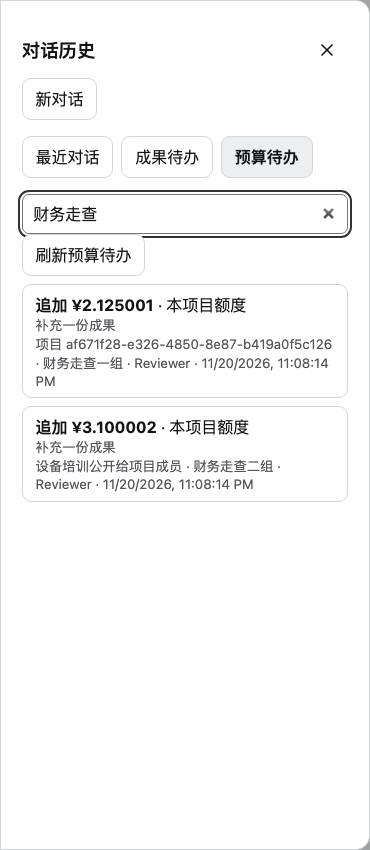 对话历史
新对话
最近对话 成果待办 预算待办
财务走查
刷新预算待办
追加 ¥2.125001 · 本项目额度
补充一份成果
项目 af671f28-e326-4850-8e87-b419a0f5c126
· 财务走查一组 · Reviewer · 11/20/2026, 11:08:14
PM
追加 ¥3.100002 · 本项目额度
补充一份成果
设备培训公开给项目成员 · 财务走查二组 ·
Reviewer · 11/20/2026, 11:08:14 PM